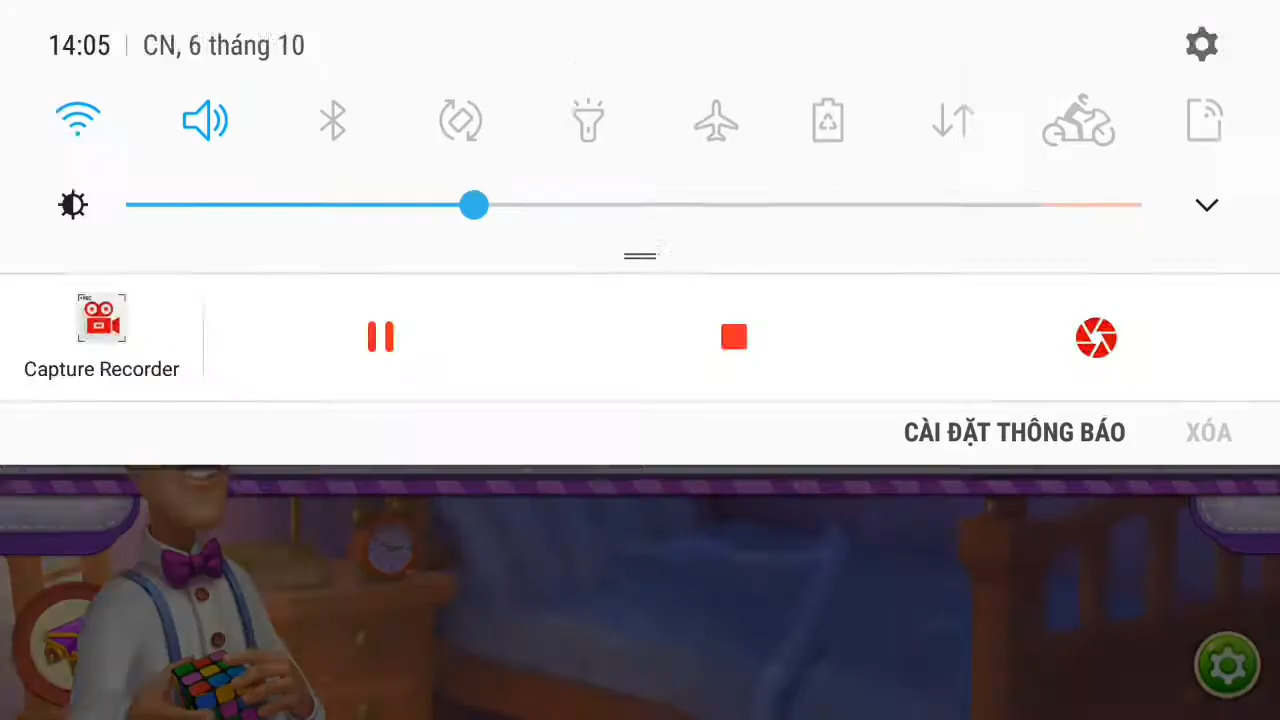 14:05 | CN, 6 tháng 10
Capture Recorder
CÀI ĐẶT THÔNG BÁO XÓA